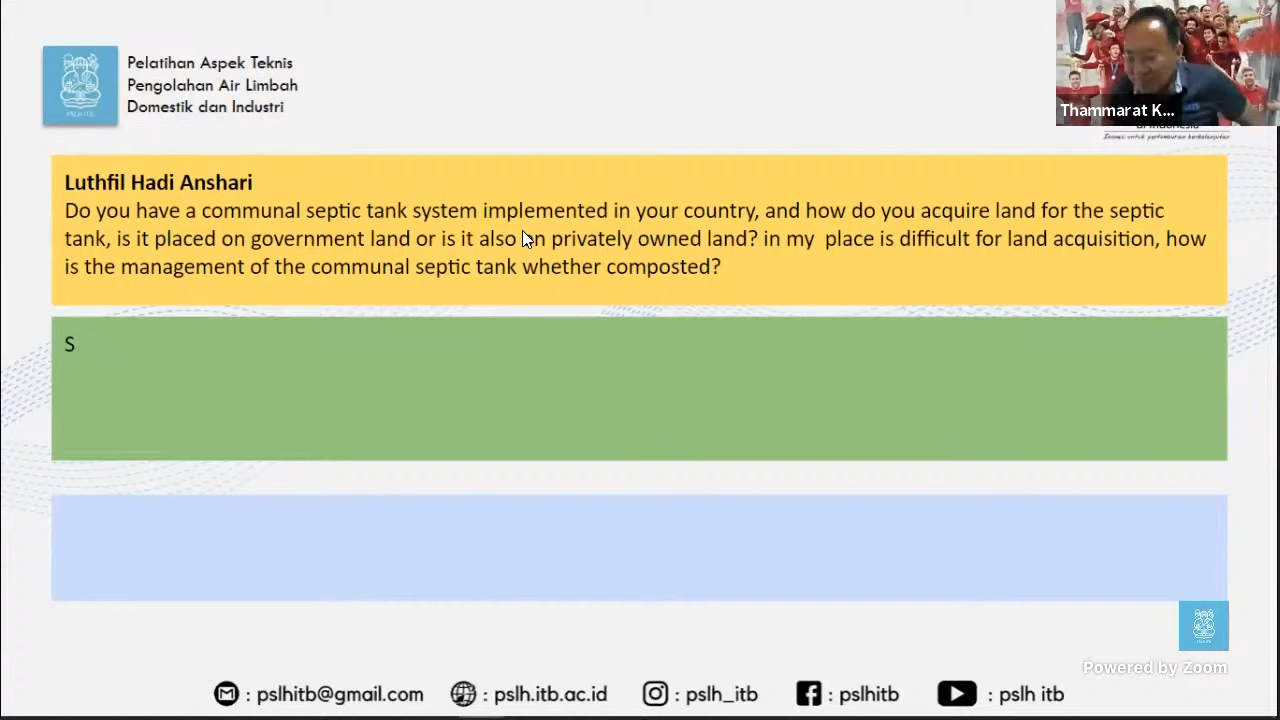 Pelatihan Aspek Teknis
Pengolahan Air Limbah
Domestik dan Industri
PSLH ITB
Thammarat K...
di Indonesia
Luthfil Hadi Anshari
Do you have a communal septic tank system implemented in your country, and how do you acquire land for the septic
tank, is it placed on government land or is it also on privately owned land? in my place is difficult for land acquisition, how
is the management of the communal septic tank whether composted?
S
Powered by Zoom
: pslhitb@gmail.com : pslh.itb.ac.id : pslh_itb : pslhitb : pslh itb